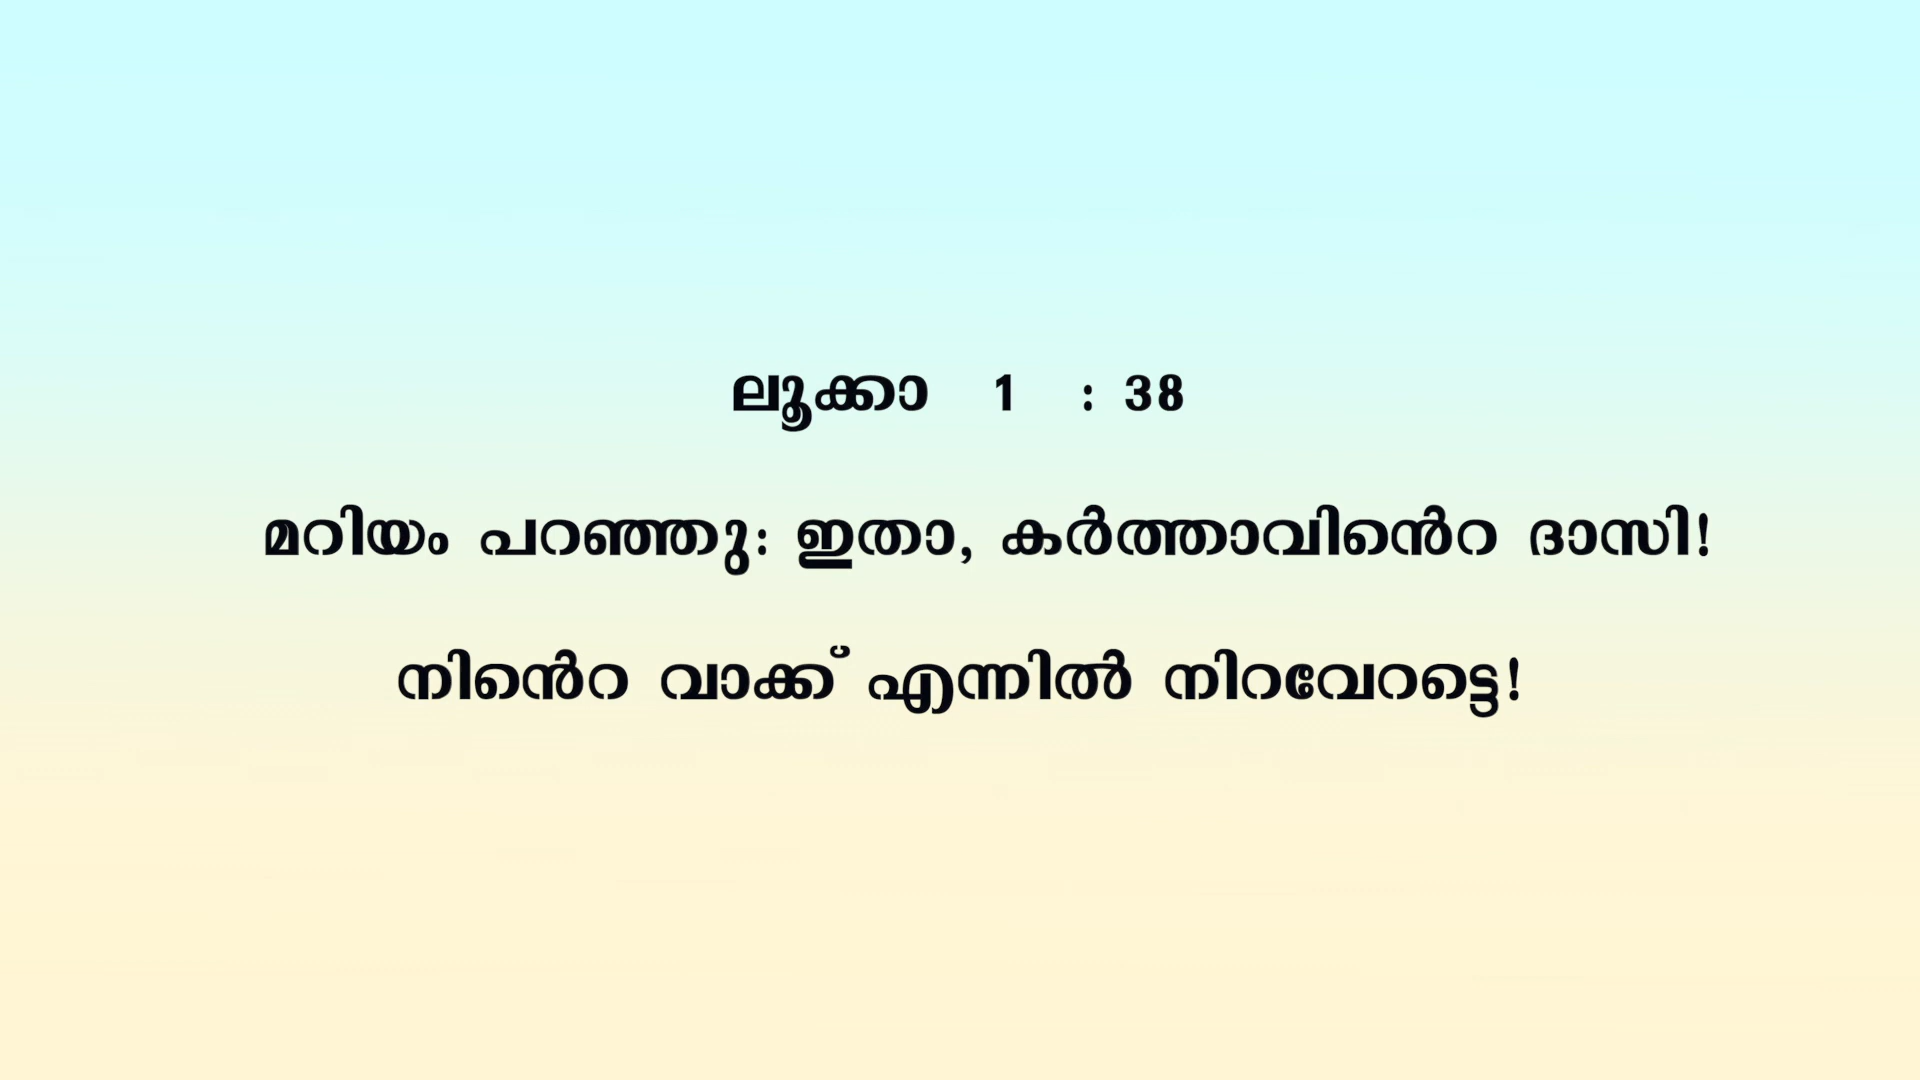 ലൂക്കാ 1 : 38
മറിയം പറഞ്ഞു: ഇതാ, കർത്താവിൻെറ ദാസി!
നിൻെറ വാക്ക് എന്നിൽ നിറവേറട്ടെ!